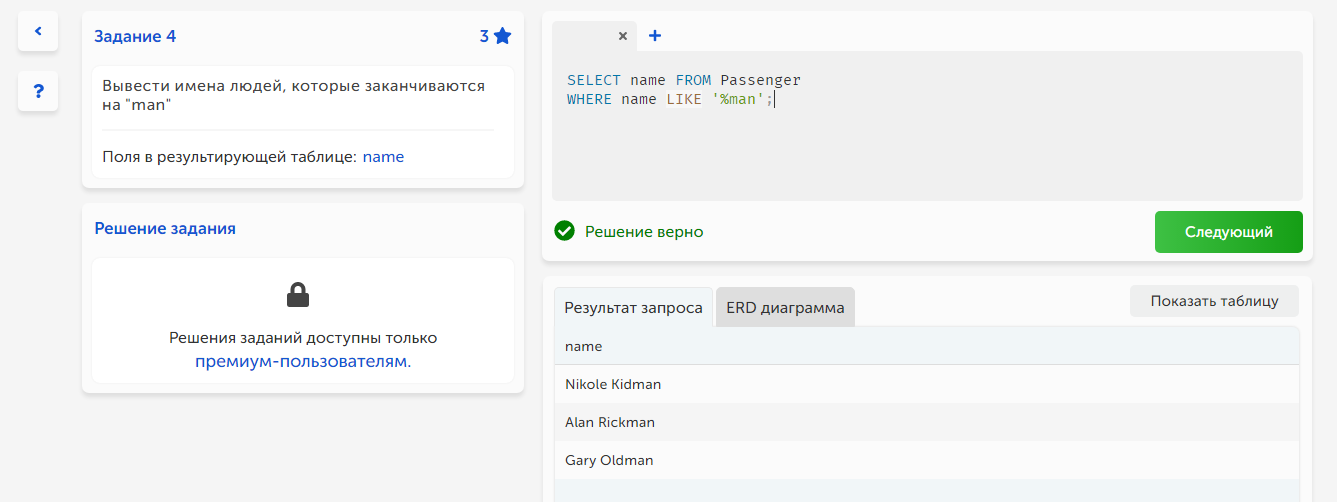 Задание 4
3
?
Вывести имена людей, которые заканчиваются
на "man"
Поля в результирующей таблице: name
Решение задания
Решения заданий доступны только
премиум-пользователям.
SELECT name FROM Passenger
WHERE name LIKE '%man';
Решение верно
Следующий
Результат запроса
ERD диаграмма
Показать таблицу
name
Nikole Kidman
Alan Rickman
Gary Oldman